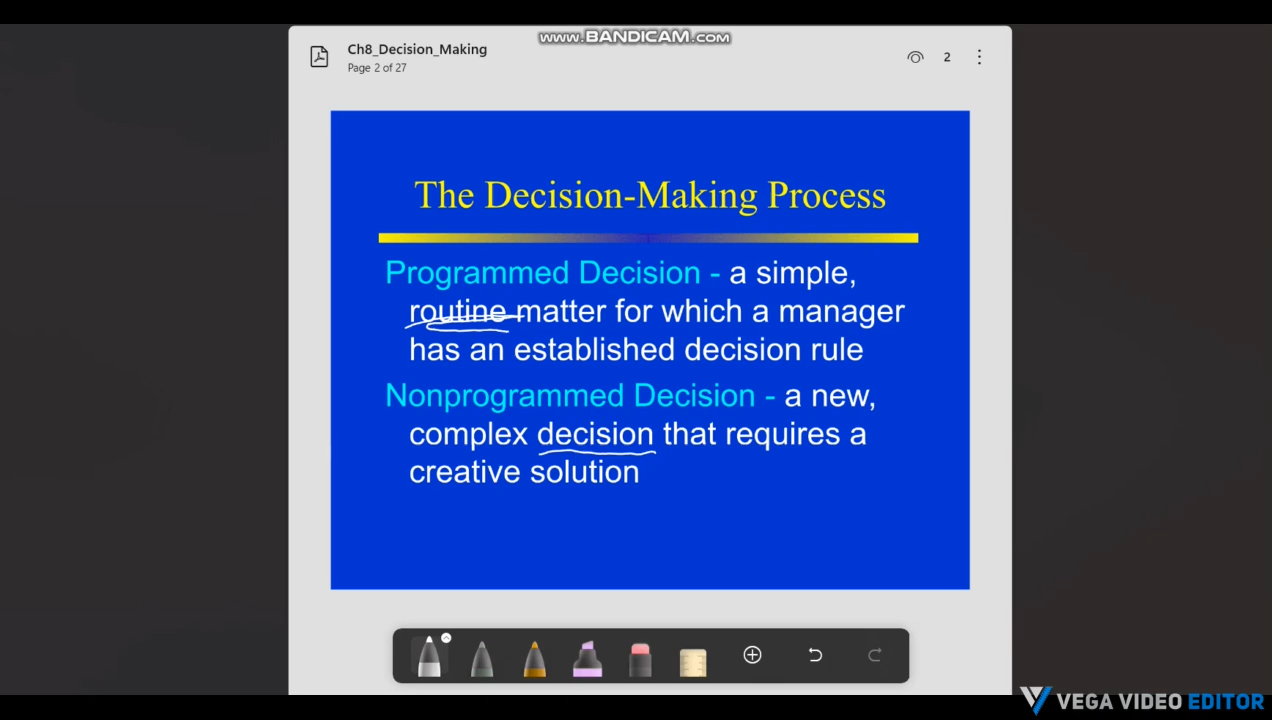 www.BANDICAM.com
Ch8_Decision_Making
2
Page 2 of 27
The Decision-Making Process
Programmed Decision - a simple,
routine matter for which a manager
has an established decision rule
Nonprogrammed Decision - a new,
complex decision that requires a
creative solution
VEGA VIDEO EDITOR